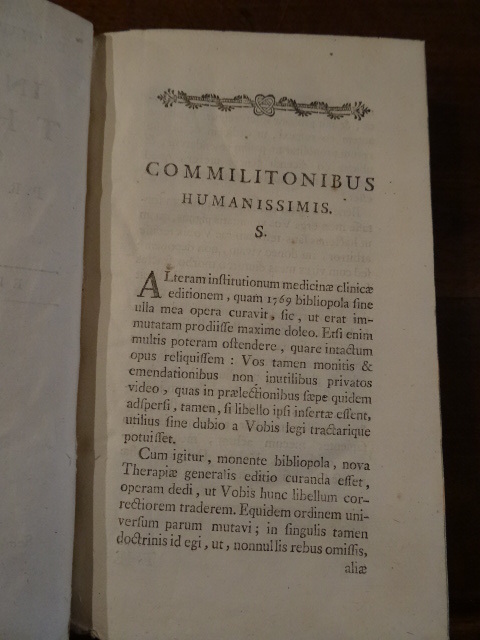 COMMILITONIBUS
HUMANISSIMIS.
S.
ALteram inſtitutionum medicinæ clinicæ
editionem, quam 1769 bibliopola ſine
ulla mea opera curavit, ſic, ut erat im-
mutatam prodiiſſe maxime doleo. Etſi enim
multis poteram oſtendere, quare intactum
opus reliquiſſem: Vos tamen monitis &
emendationibus non inutilibus privatos
video, quas in prælectionibus ſæpe quidem
adſperſi, tamen, ſi libello ipſi inſertæ eſſent,
utilius ſine dubio a Vobis legi tractarique
potuiſſet.
Cum igitur, monente bibliopola, nova
Therapiæ generalis editio curanda eſſet,
operam dedi, ut Vobis hunc libellum cor-
rectiorem traderem. Equidem ordinem uni-
verſum parum mutavi; in ſingulis tamen
doctrinis id egi, ut, nonnullis rebus omiſſis,
aliæ